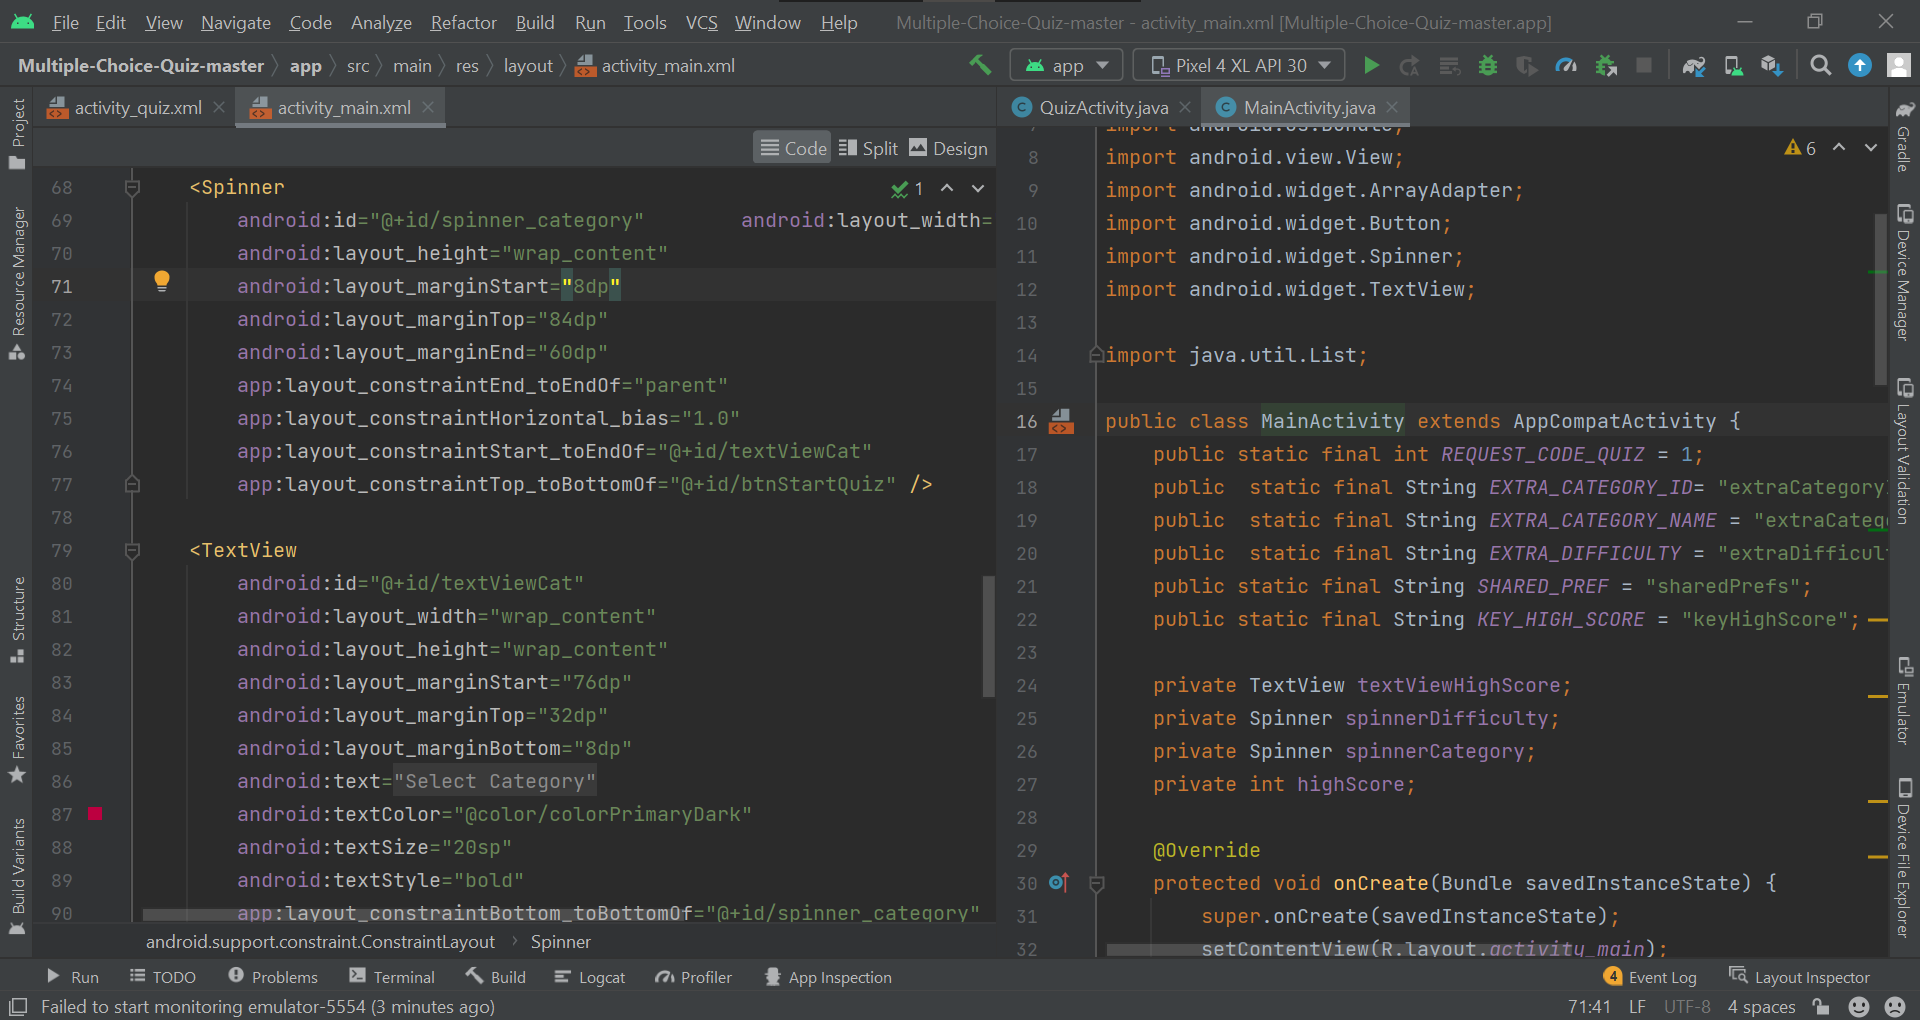 File Edit View Navigate Code Analyze Refactor Build Run Tools VCS Window Help Multiple-Choice-Quiz-master - activity_main.xml [Multiple-Choice-Quiz-master.app]
Multiple-Choice-Quiz-master app src main res layout activity_main.xml app Pixel 4 XL API 30
activity_quiz.xml activity_main.xml
Code Split Design
1
68 <Spinner
69 android:id="@+id/spinner_category" android:layout_width=
70 android:layout_height="wrap_content"
71 android:layout_marginStart="8dp"
72 android:layout_marginTop="84dp"
73 android:layout_marginEnd="60dp"
74 app:layout_constraintEnd_toEndOf="parent"
75 app:layout_constraintHorizontal_bias="1.0"
76 app:layout_constraintStart_toEndOf="@+id/textViewCat"
77 app:layout_constraintTop_toBottomOf="@+id/btnStartQuiz" />
78
79 <TextView
80 android:id="@+id/textViewCat"
81 android:layout_width="wrap_content"
82 android:layout_height="wrap_content"
83 android:layout_marginStart="76dp"
84 android:layout_marginTop="32dp"
85 android:layout_marginBottom="8dp"
86 android:text="Select Category"
87 android:textColor="@color/colorPrimaryDark"
88 android:textSize="20sp"
89 android:textStyle="bold"
90 app:layout_constraintBottom_toBottomOf="@+id/spinner_category"
android.support.constraint.ConstraintLayout Spinner
QuizActivity.java MainActivity.java
6
7 import android.os.Bundle;
8 import android.view.View;
9 import android.widget.ArrayAdapter;
10 import android.widget.Button;
11 import android.widget.Spinner;
12 import android.widget.TextView;
13
14 import java.util.List;
15
16 public class MainActivity extends AppCompatActivity {
17 public static final int REQUEST_CODE_QUIZ = 1;
18 public static final String EXTRA_CATEGORY_ID= "extraCategory
19 public static final String EXTRA_CATEGORY_NAME = "extraCateg
20 public static final String EXTRA_DIFFICULTY = "extraDifficul
21 public static final String SHARED_PREF = "sharedPrefs";
22 public static final String KEY_HIGH_SCORE = "keyHighScore";
23
24 private TextView textViewHighScore;
25 private Spinner spinnerDifficulty;
26 private Spinner spinnerCategory;
27 private int highScore;
28
29 @Override
30 protected void onCreate(Bundle savedInstanceState) {
31 super.onCreate(savedInstanceState);
32 setContentView(R.layout.activity_main);
Project
Resource Manager
Structure
Favorites
Build Variants
Gradle
Device Manager
Layout Validation
Emulator
Device File Explorer
Run TODO Problems Terminal Build Logcat Profiler App Inspection 4 Event Log Layout Inspector
Failed to start monitoring emulator-5554 (3 minutes ago) 71:41 LF UTF-8 4 spaces